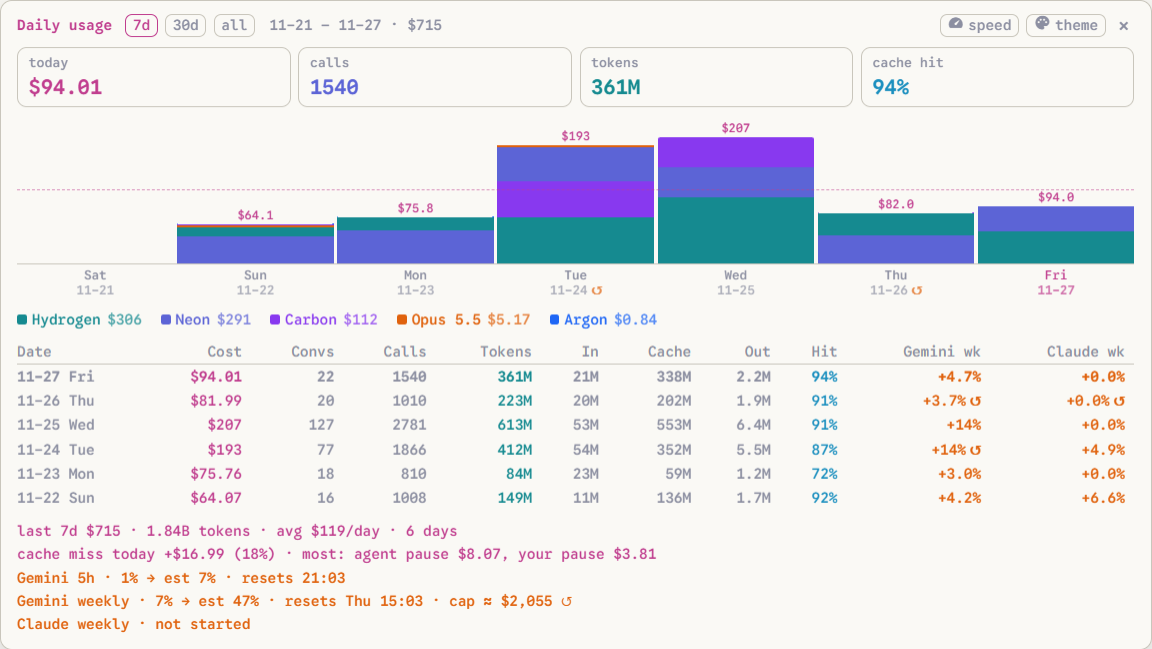 Daily usage 7d 30d all 11-21 - 11-27 · $715 speed theme ×
today calls tokens cache hit
$94.01 1540 361M 94%
$207
$193
$94.0
$82.0
$75.8
$64.1
Sat Sun Mon Tue Wed Thu Fri
11-21 11-22 11-23 11-24 ↺ 11-25 11-26 ↺ 11-27
Hydrogen $306 Neon $291 Carbon $112 Opus 5.5 $5.17 Argon $0.84
Date Cost Convs Calls Tokens In Cache Out Hit Gemini wk Claude wk
11-27 Fri $94.01 22 1540 361M 21M 338M 2.2M 94% +4.7% +0.0%
11-26 Thu $81.99 20 1010 223M 20M 202M 1.9M 91% +3.7% ↺ +0.0% ↺
11-25 Wed $207 127 2781 613M 53M 553M 6.4M 91% +14% +0.0%
11-24 Tue $193 77 1866 412M 54M 352M 5.5M 87% +14% ↺ +4.9%
11-23 Mon $75.76 18 810 84M 23M 59M 1.2M 72% +3.0% +0.0%
11-22 Sun $64.07 16 1008 149M 11M 136M 1.7M 92% +4.2% +6.6%
last 7d $715 · 1.84B tokens · avg $119/day · 6 days
cache miss today +$16.99 (18%) · most: agent pause $8.07, your pause $3.81
Gemini 5h · 1% → est 7% · resets 21:03
Gemini weekly · 7% → est 47% · resets Thu 15:03 · cap ≈ $2,055 ↺
Claude weekly · not started